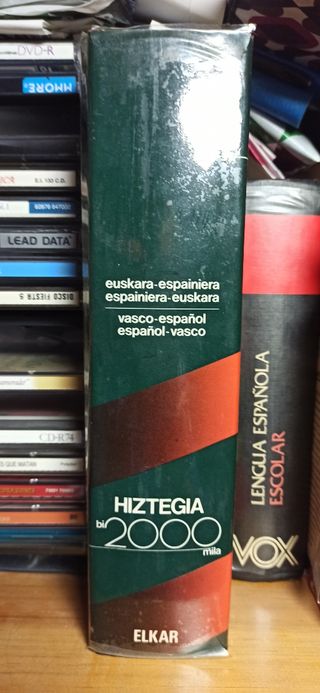 DVD-R
MMORE.
LEAD DATA
DISCO FIESTA 5
CD-R74
euskara-espainiera
espainiera-euskara
vasco-español
español-vasco
HIZTEGIA
bi
2000
mila
ELKAR
LENGUA ESPAÑOLA
ESCOLAR
VOX